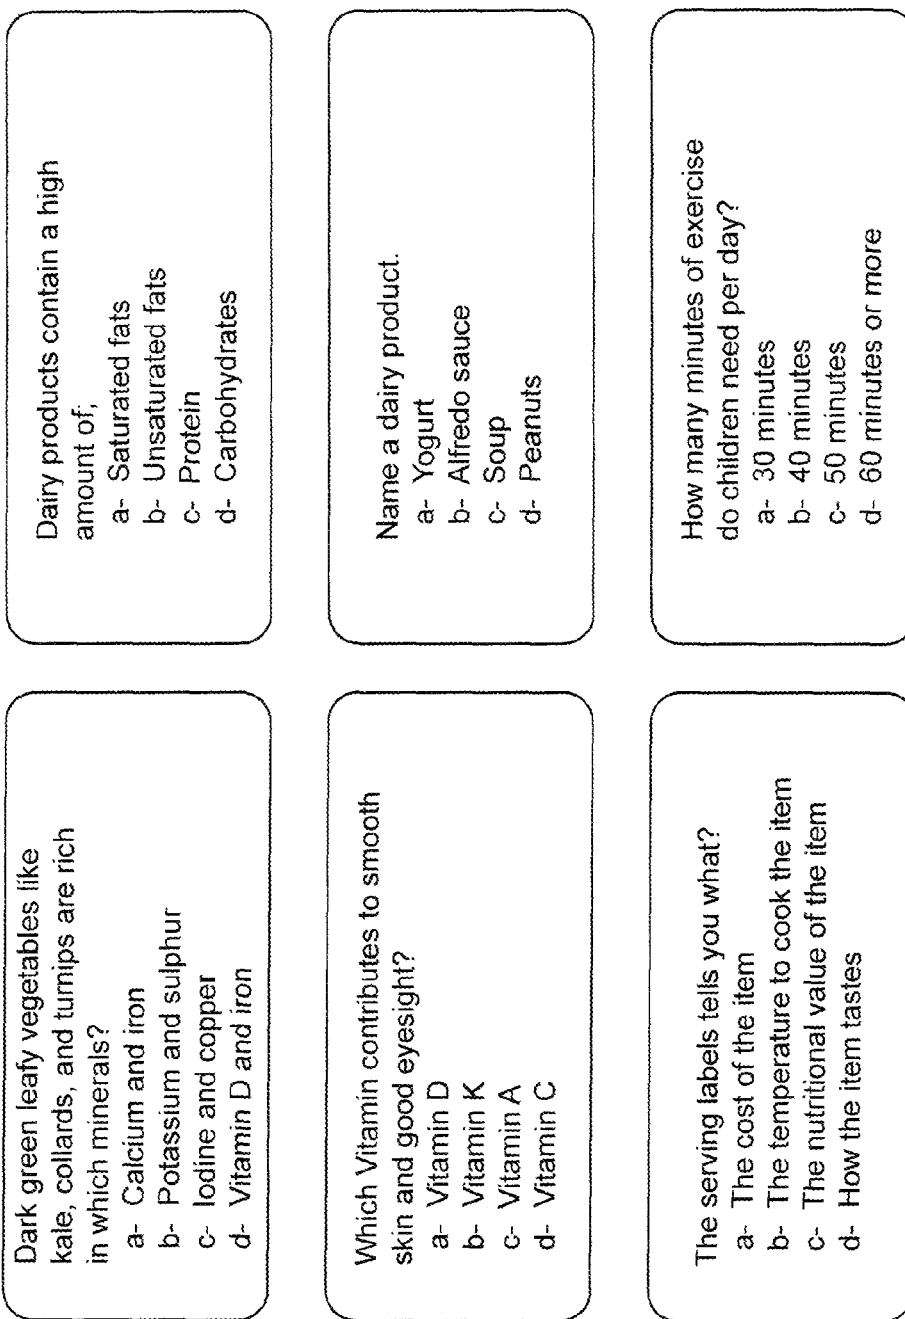 Dark green leafy vegetables like
kale, collards, and turnips are rich
in which minerals?
a- Calcium and iron
b- Potassium and sulphur
c- Iodine and copper
d- Vitamin D and iron
Dairy products contain a high
amount of,
a- Saturated fats
b- Unsaturated fats
c- Protein
d- Carbohydrates
Which Vitamin contributes to smooth
skin and good eyesight?
a- Vitamin D
b- Vitamin K
c- Vitamin A
d- Vitamin C
Name a dairy product.
a- Yogurt
b- Alfredo sauce
c- Soup
d- Peanuts
The serving labels tells you what?
a- The cost of the item
b- The temperature to cook the item
c- The nutritional value of the item
d- How the item tastes
How many minutes of exercise
do children need per day?
a- 30 minutes
b- 40 minutes
c- 50 minutes
d- 60 minutes or more